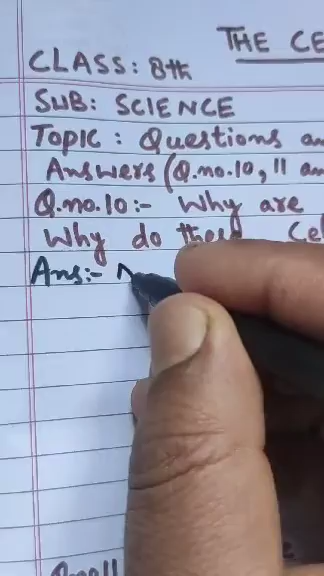 THE CE
CLASS: 8th
SUB: SCIENCE
Topic: Questions an
Answers (Q.no.10, 11 an
Q.no.10:- Why are
Why do these Cel
Ans:-